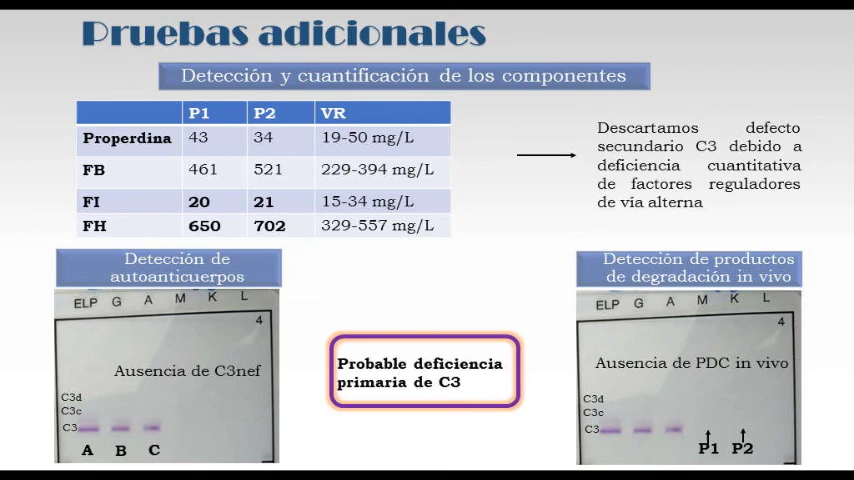 Pruebas adicionales
Detección y cuantificación de los componentes
P1 P2 VR
Properdina 43 34 19-50 mg/L
FB 461 521 229-394 mg/L
FI 20 21 15-34 mg/L
FH 650 702 329-557 mg/L
Descartamos defecto
secundario C3 debido a
deficiencia cuantitativa
de factores reguladores
de via alterna
Detección de
autoanticuerpos
ELP G A M K L
4
Ausencia de C3nef
C3d
C3c
C3
A B C
Probable deficiencia
primaria de C3
Detección de productos
de degradación in vivo
ELP G A M K L
4
Ausencia de PDC in vivo
C3d
C3c
C3
P1 P2